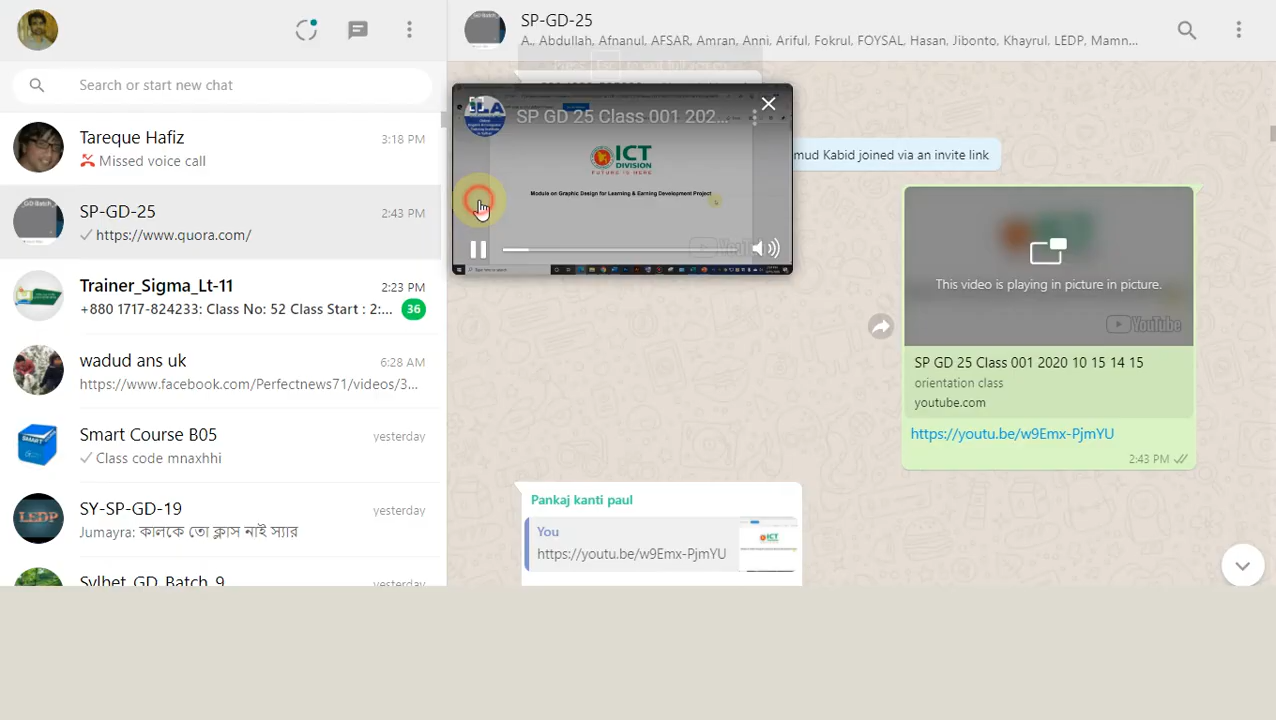 SP-GD-25
A., Abdullah, Afnanul, AFSAR, Amran, Anni, Ariful, Fokrul, FOYSAL, Hasan, Jibonto, Khayrul, LEDP, Mamn...
Search or start new chat
Tareque Hafiz
3:18 PM
Missed voice call
SP-GD-25
2:43 PM
https://www.quora.com/
Trainer_Sigma_Lt-11
2:23 PM
+880 1717-824233: Class No: 52 Class Start : 2:...
36
wadud ans uk
6:28 AM
https://www.facebook.com/Perfectnews71/videos/3...
Smart Course B05
yesterday
Class code mnaxhhi
SY-SP-GD-19
yesterday
Jumayra: কালকে তো ক্লাস নাই স্যার
Sylhet_GD_Batch_9
yesterday
SP GD 25 Class 001 202...
ICT
DIVISION
FUTURE IS HERE
Module on Graphic Design for Learning & Earning Development Project
mud Kabid joined via an invite link
This video is playing in picture in picture.
YouTube
SP GD 25 Class 001 2020 10 15 14 15
orientation class
youtube.com
https://youtu.be/w9Emx-PjmYU
2:43 PM
Pankaj kanti paul
You
https://youtu.be/w9Emx-PjmYU